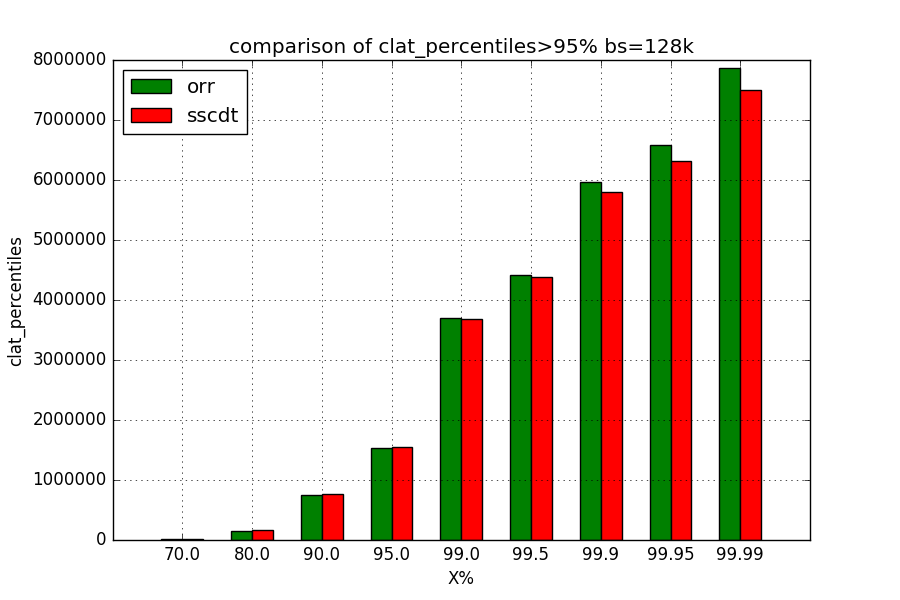 comparison of clat_percentiles>95% bs=128k
orr
sscdt
8000000
7000000
6000000
5000000
4000000
3000000
2000000
1000000
0
clat_percentiles
70.0 80.0 90.0 95.0 99.0 99.5 99.9 99.95 99.99
X%